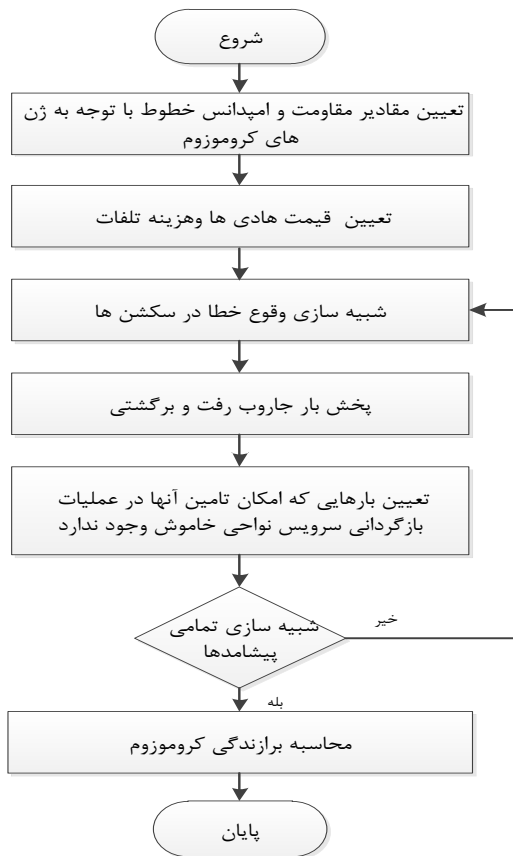 شروع
تعیین مقادیر مقاومت و امپدانس خطوط با توجه به ژن
های کروموزوم
تعیین قیمت هادی ها وهزینه تلفات
شبیه سازی وقوع خطا در سکشن ها
پخش بار جاروب رفت و برگشتی
تعیین بارهایی که امکان تامین آنها در عملیات
بازگردانی سرویس نواحی خاموش وجود ندارد
شبیه سازی تمامی
پیشامدها
خیر
بله
محاسبه برازندگی کروموزوم
پایان